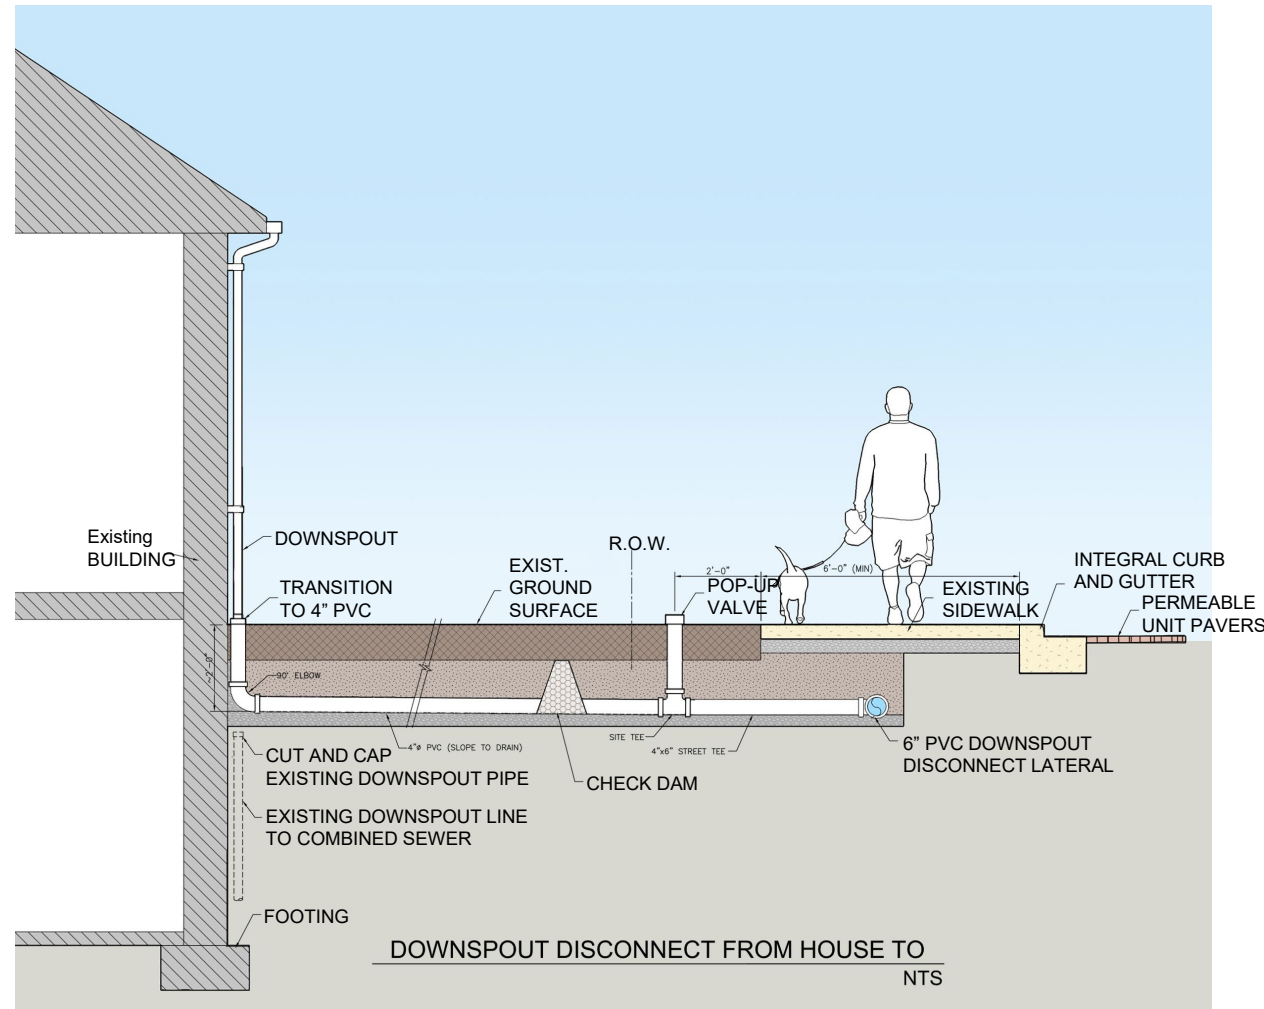 Existing
BUILDING
DOWNSPOUT
TRANSITION
TO 4" PVC
EXIST.
GROUND
SURFACE
R.O.W.
2'-0"
POP-UP
VALVE
6'-0" (MIN)
EXISTING
SIDEWALK
INTEGRAL CURB
AND GUTTER
PERMEABLE
UNIT PAVERS
~2'-0"
90° ELBOW
4"ø PVC (SLOPE TO DRAIN)
SITE TEE
4"x6" STREET TEE
6” PVC DOWNSPOUT
DISCONNECT LATERAL
CUT AND CAP
EXISTING DOWNSPOUT PIPE
CHECK DAM
EXISTING DOWNSPOUT LINE
TO COMBINED SEWER
FOOTING
DOWNSPOUT DISCONNECT FROM HOUSE TO
NTS